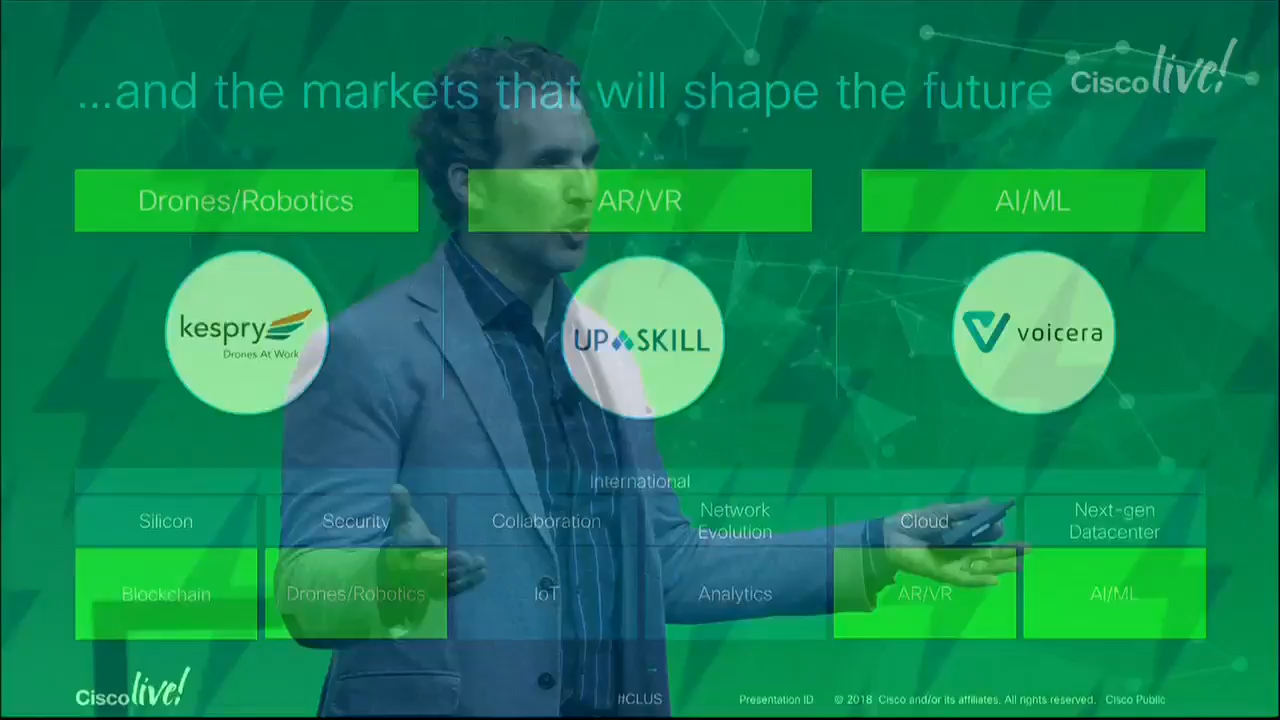 ...and the markets that will shape the future
Cisco live!
Drones/Robotics
AR/VR
AI/ML
kespry
Drones At Work
UPSKILL
voicera
International
Silicon
Security
Collaboration
Network
Evolution
Cloud
Next-gen
Datacenter
Blockchain
Drones/Robotics
IoT
Analytics
AR/VR
AI/ML
Cisco live!
#CLUS
Presentation ID
© 2018 Cisco and/or its affiliates. All rights reserved.
Cisco Public